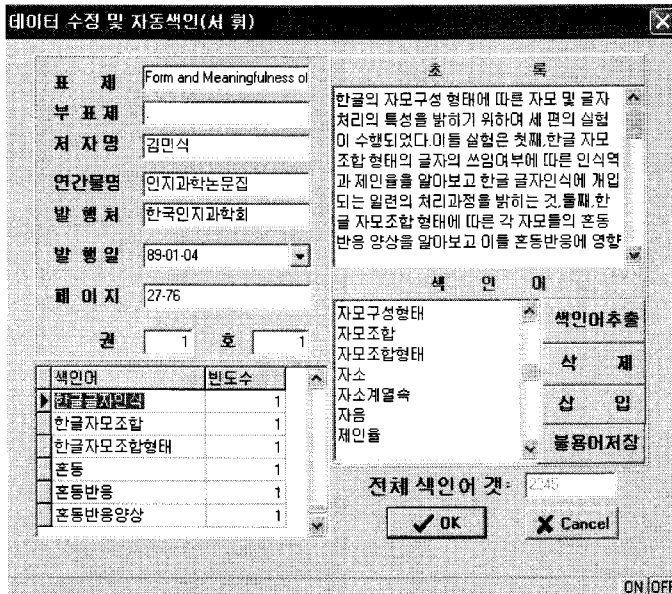 데이터 수정 및 자동색인(서 휘)
표 제 Form and Meaningfulness of
부 표 제 .
저 자 명 김민식
연간물명 인지과학논문집
발 행 처 한국인지과학회
발 행 일 89-01-04
페 이 지 27-76
권 1 호 1
색인어 빈도수
한글글자인식 1
한글자모조합 1
한글자모조합형태 1
혼동 1
혼동반응 1
혼동반응양상 1
초 록
한글의 자모구성 형태에 따른 자모 및 글자
처리의 특성을 밝히기 위하여 세 편의 실험
이 수행되었다.이들 실험은 첫째,한글 자모
조합 형태의 글자의 쓰임여부에 따른 인식역
과 제인율을 알아보고 한글 글자인식에 개입
되는 일련의 처리과정을 밝히는 것,둘째,한
글 자모조합 형태에 따른 각 자모들의 혼동
반응 양상을 알아보고 이들 혼동반응에 영향
색 인 어
자모구성형태
자모조합
자모조합형태
자소
자소계열속
자음
제인율
색인어추출
삭 제
삽 입
불용어저장
전체 색인어 갯: 2345
OK
Cancel
ON OFF